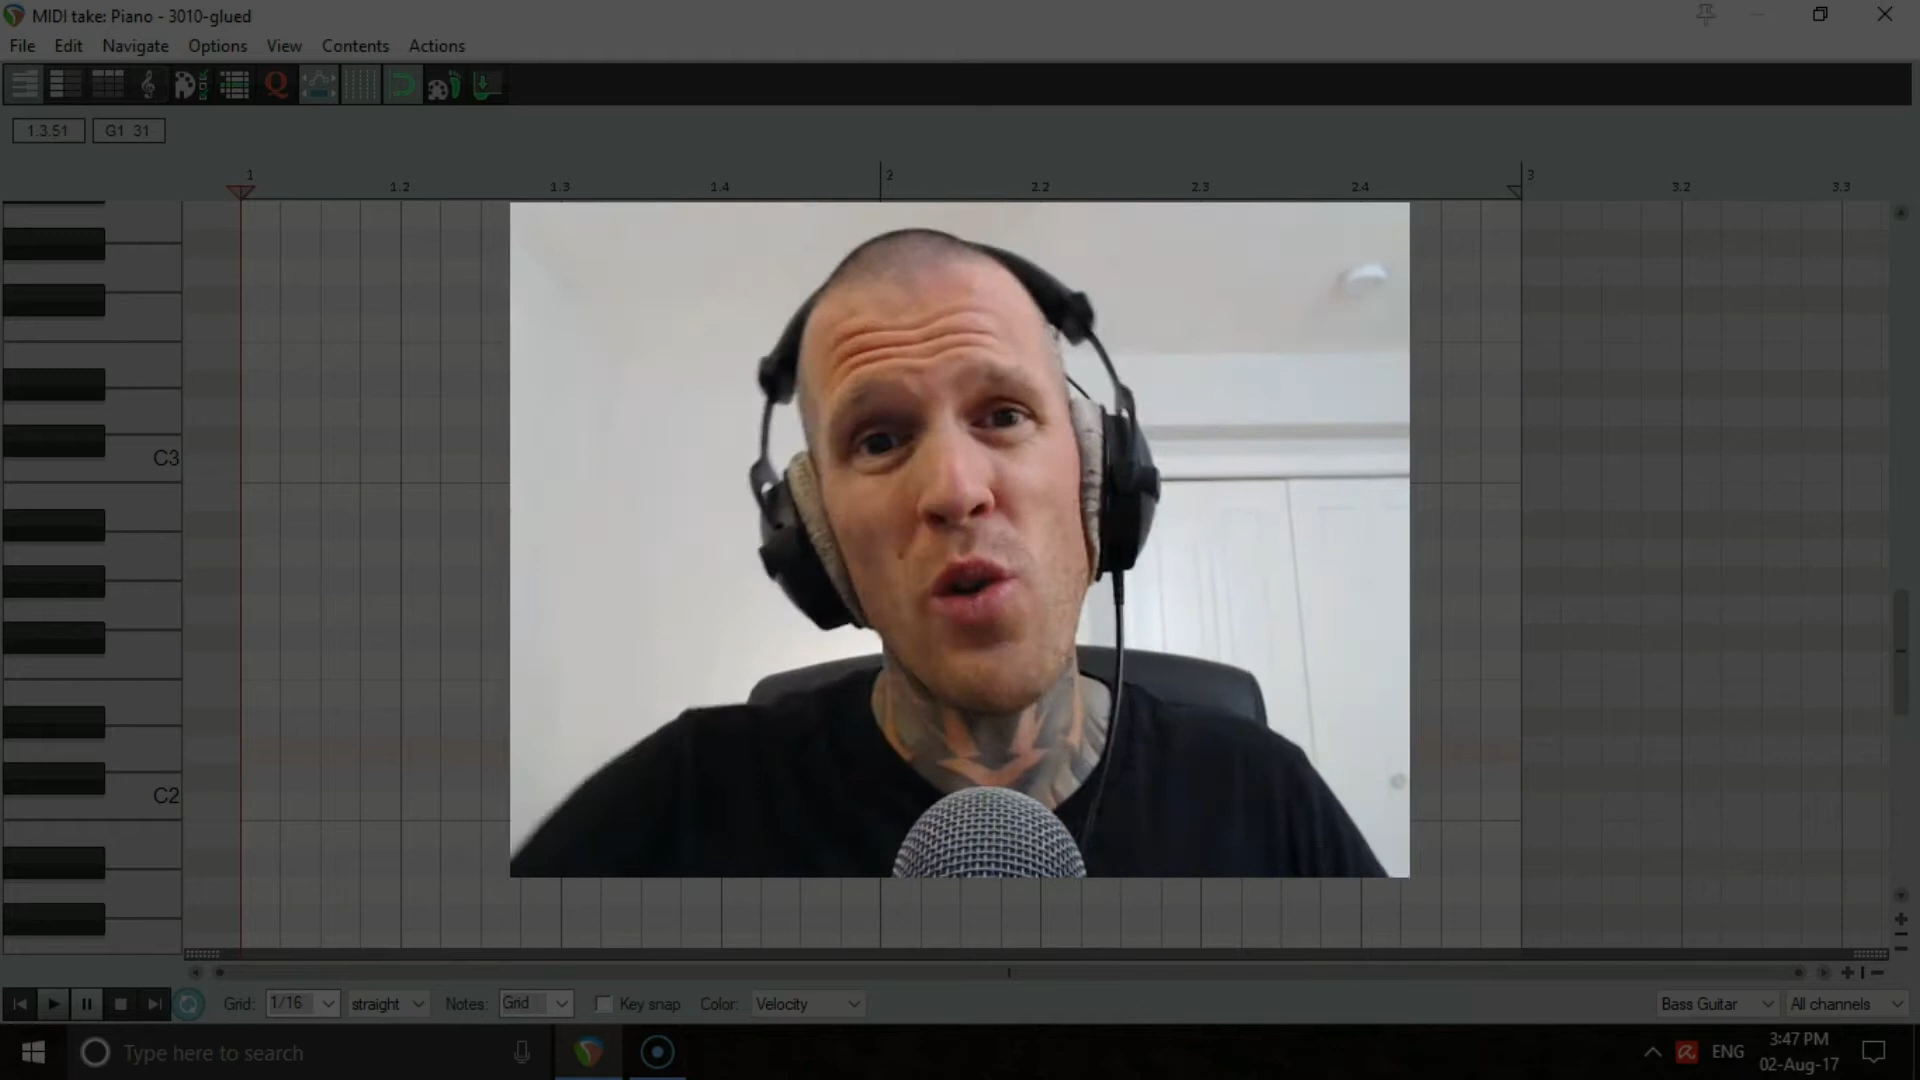 MIDI take: Piano - 3010-glued
File Edit Navigate Options View Contents Actions
Q
1.3.51 G1 31
1 2 3
1.2 1.3 1.4 2.2 2.3 2.4 3.2 3.3
C3
C2
Grid: 1/16 straight Notes: Grid Key snap Color: Velocity Bass Guitar All channels
Type here to search ENG 3:47 PM
02-Aug-17